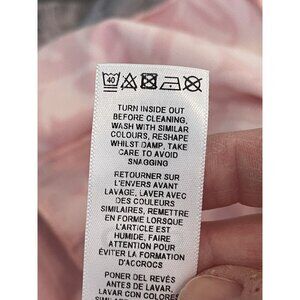 40
TURN INSIDE OUT
BEFORE CLEANING,
WASH WITH SIMILAR
COLOURS, RESHAPE
WHILST DAMP, TAKE
CARE TO AVOID
SNAGGING
RETOURNER SUR
L'ENVERS AVANT
LAVAGE, LAVER AVEC
DES COULEURS
SIMILAIRES, REMETTRE
EN FORME LORSQUE
L'ARTICLE EST
HUMIDE, FAIRE
ATTENTION POUR
ÉVITER LA FORMATION
D'ACCROCS
PONER DEL REVÉS
ANTES DE LAVAR,
LAVAR CON COLORES